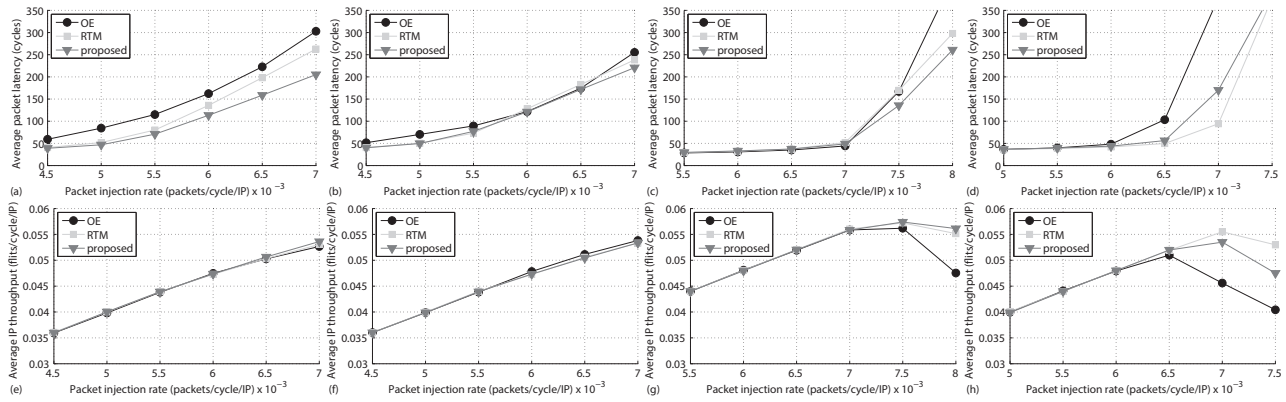 Average packet latency (cycles)
350
300
250
200
150
100
50
0
OE
RTM
proposed
4.5 5 5.5 6 6.5 7
(a) Packet injection rate (packets/cycle/IP) x 10⁻³
Average packet latency (cycles)
350
300
250
200
150
100
50
0
OE
RTM
proposed
4.5 5 5.5 6 6.5 7
(b) Packet injection rate (packets/cycle/IP) x 10⁻³
Average packet latency (cycles)
350
300
250
200
150
100
50
0
OE
RTM
proposed
5.5 6 6.5 7 7.5 8
(c) Packet injection rate (packets/cycle/IP) x 10⁻³
Average packet latency (cycles)
350
300
250
200
150
100
50
0
OE
RTM
proposed
5 5.5 6 6.5 7 7.5
(d) Packet injection rate (packets/cycle/IP) x 10⁻³
Average IP throughput (flits/cycle/IP)
0.06
0.055
0.05
0.045
0.04
0.035
0.03
OE
RTM
proposed
4.5 5 5.5 6 6.5 7
(e) Packet injection rate (packets/cycle/IP) x 10⁻³
Average IP throughput (flits/cycle/IP)
0.06
0.055
0.05
0.045
0.04
0.035
0.03
OE
RTM
proposed
4.5 5 5.5 6 6.5 7
(f) Packet injection rate (packets/cycle/IP) x 10⁻³
Average IP throughput (flits/cycle/IP)
0.06
0.055
0.05
0.045
0.04
0.035
0.03
OE
RTM
proposed
5.5 6 6.5 7 7.5 8
(g) Packet injection rate (packets/cycle/IP) x 10⁻³
Average IP throughput (flits/cycle/IP)
0.06
0.055
0.05
0.045
0.04
0.035
0.03
OE
RTM
proposed
5 5.5 6 6.5 7 7.5
(h) Packet injection rate (packets/cycle/IP) x 10⁻³